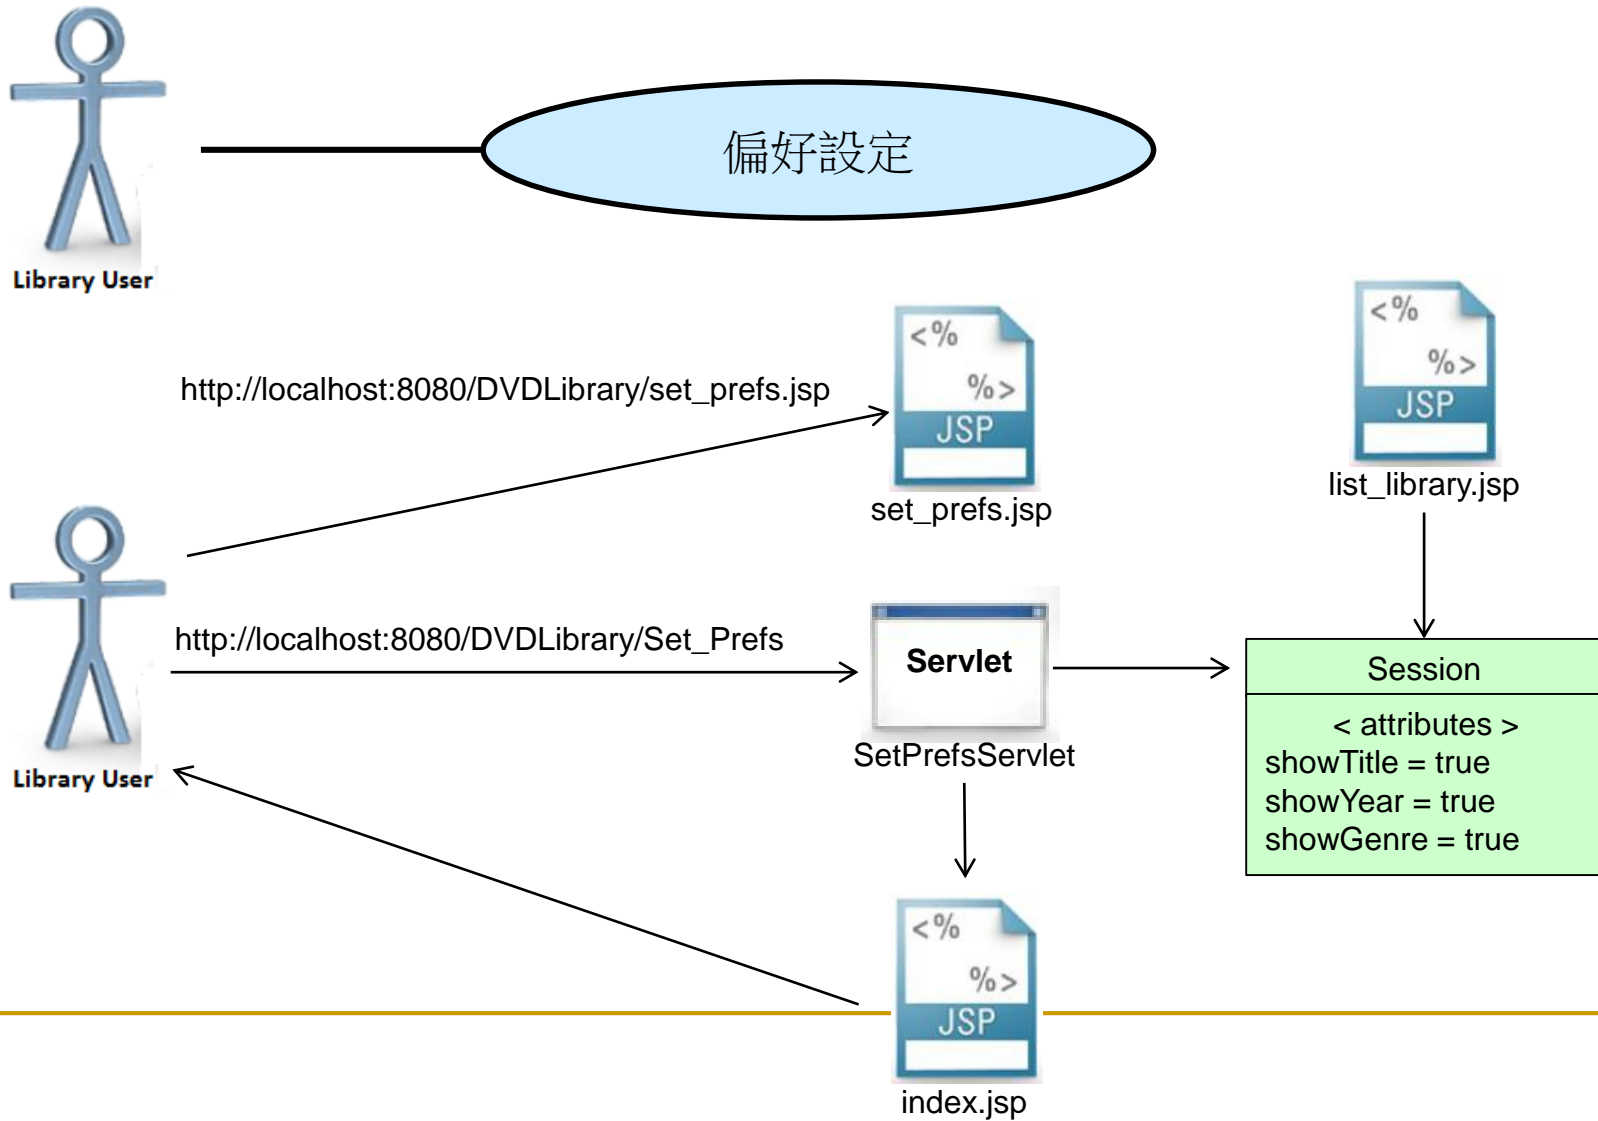 偏好設定
Library User
<%
%>
JSP
list_library.jsp
http://localhost:8080/DVDLibrary/set_prefs.jsp
<%
%>
JSP
set_prefs.jsp
http://localhost:8080/DVDLibrary/Set_Prefs
Library User
Servlet
SetPrefsServlet
Session
< attributes >
showTitle = true
showYear = true
showGenre = true
<%
%>
JSP
index.jsp